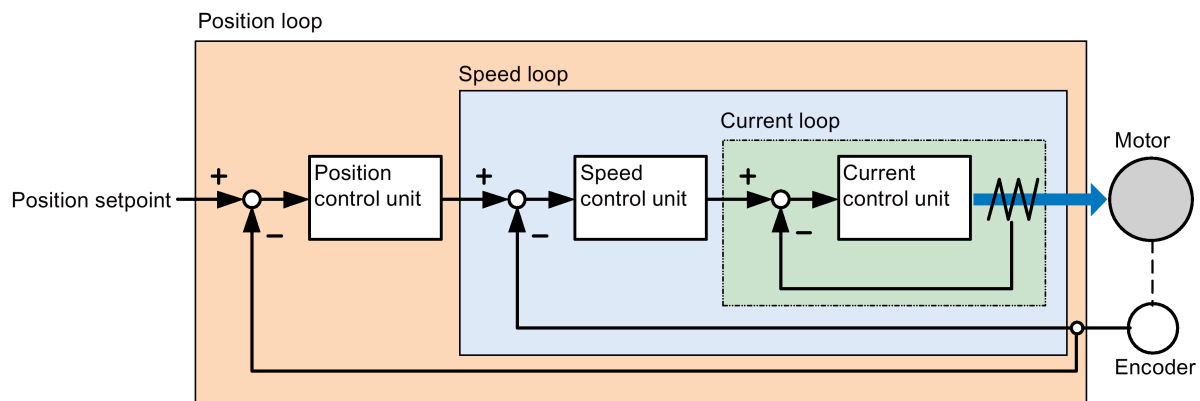 Position loop
Speed loop
Current loop
Motor
+
Position
control unit
+
Speed
control unit
+
Current
control unit
Position setpoint
−
−
−
Encoder